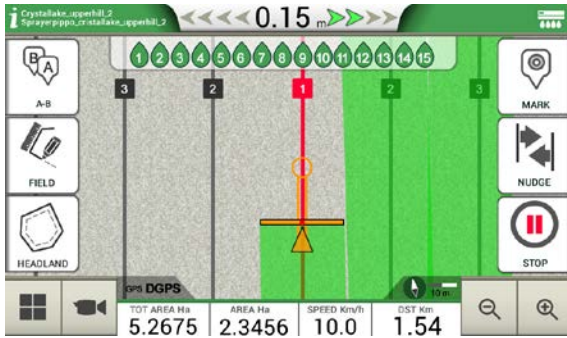 Crystallake_upperhill_2
Sprayerpippo_cristallake_upperhill_2
0.15 m
1 2 3 4 5 6 7 8 9 10 11 12 13 14 15
B A
A-B
3 2 1 2 3
MARK
FIELD
NUDGE
HEADLAND
STOP
GPS DGPS
10 m
TOT AREA Ha
AREA Ha
SPEED Km/h
DST Km
5.2675
2.3456
10.0
1.54